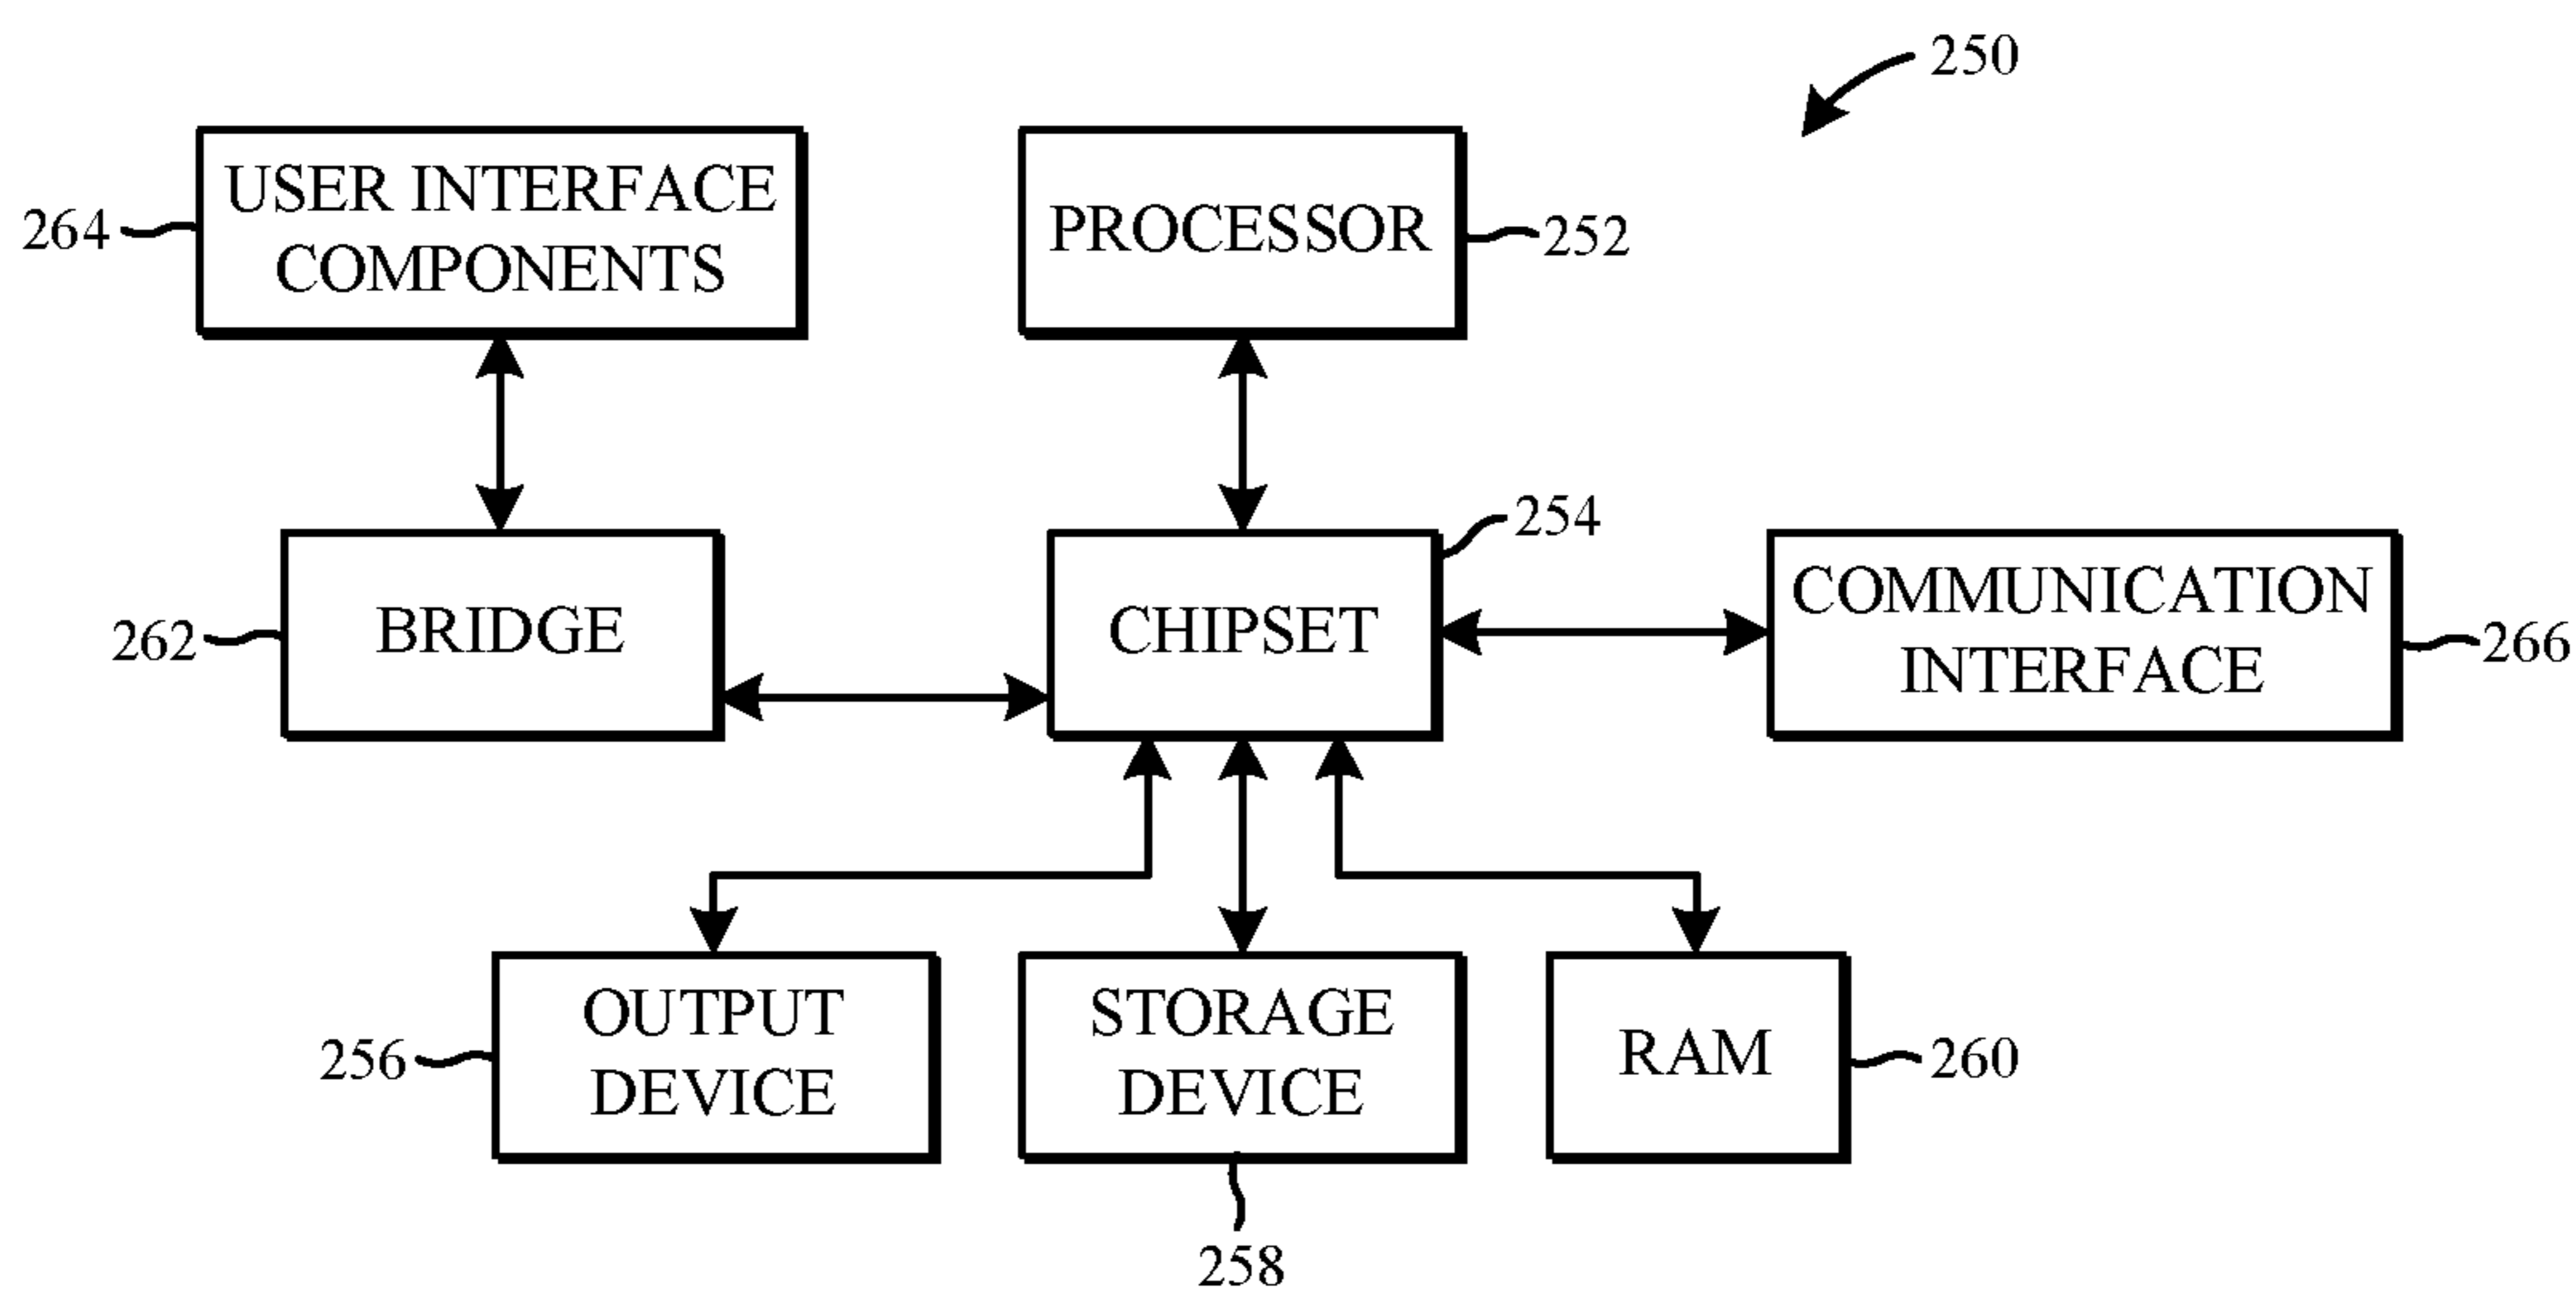 250
USER INTERFACE
COMPONENTS
264
PROCESSOR
252
254
BRIDGE
262
CHIPSET
COMMUNICATION
INTERFACE
266
OUTPUT
DEVICE
256
STORAGE
DEVICE
258
RAM
260